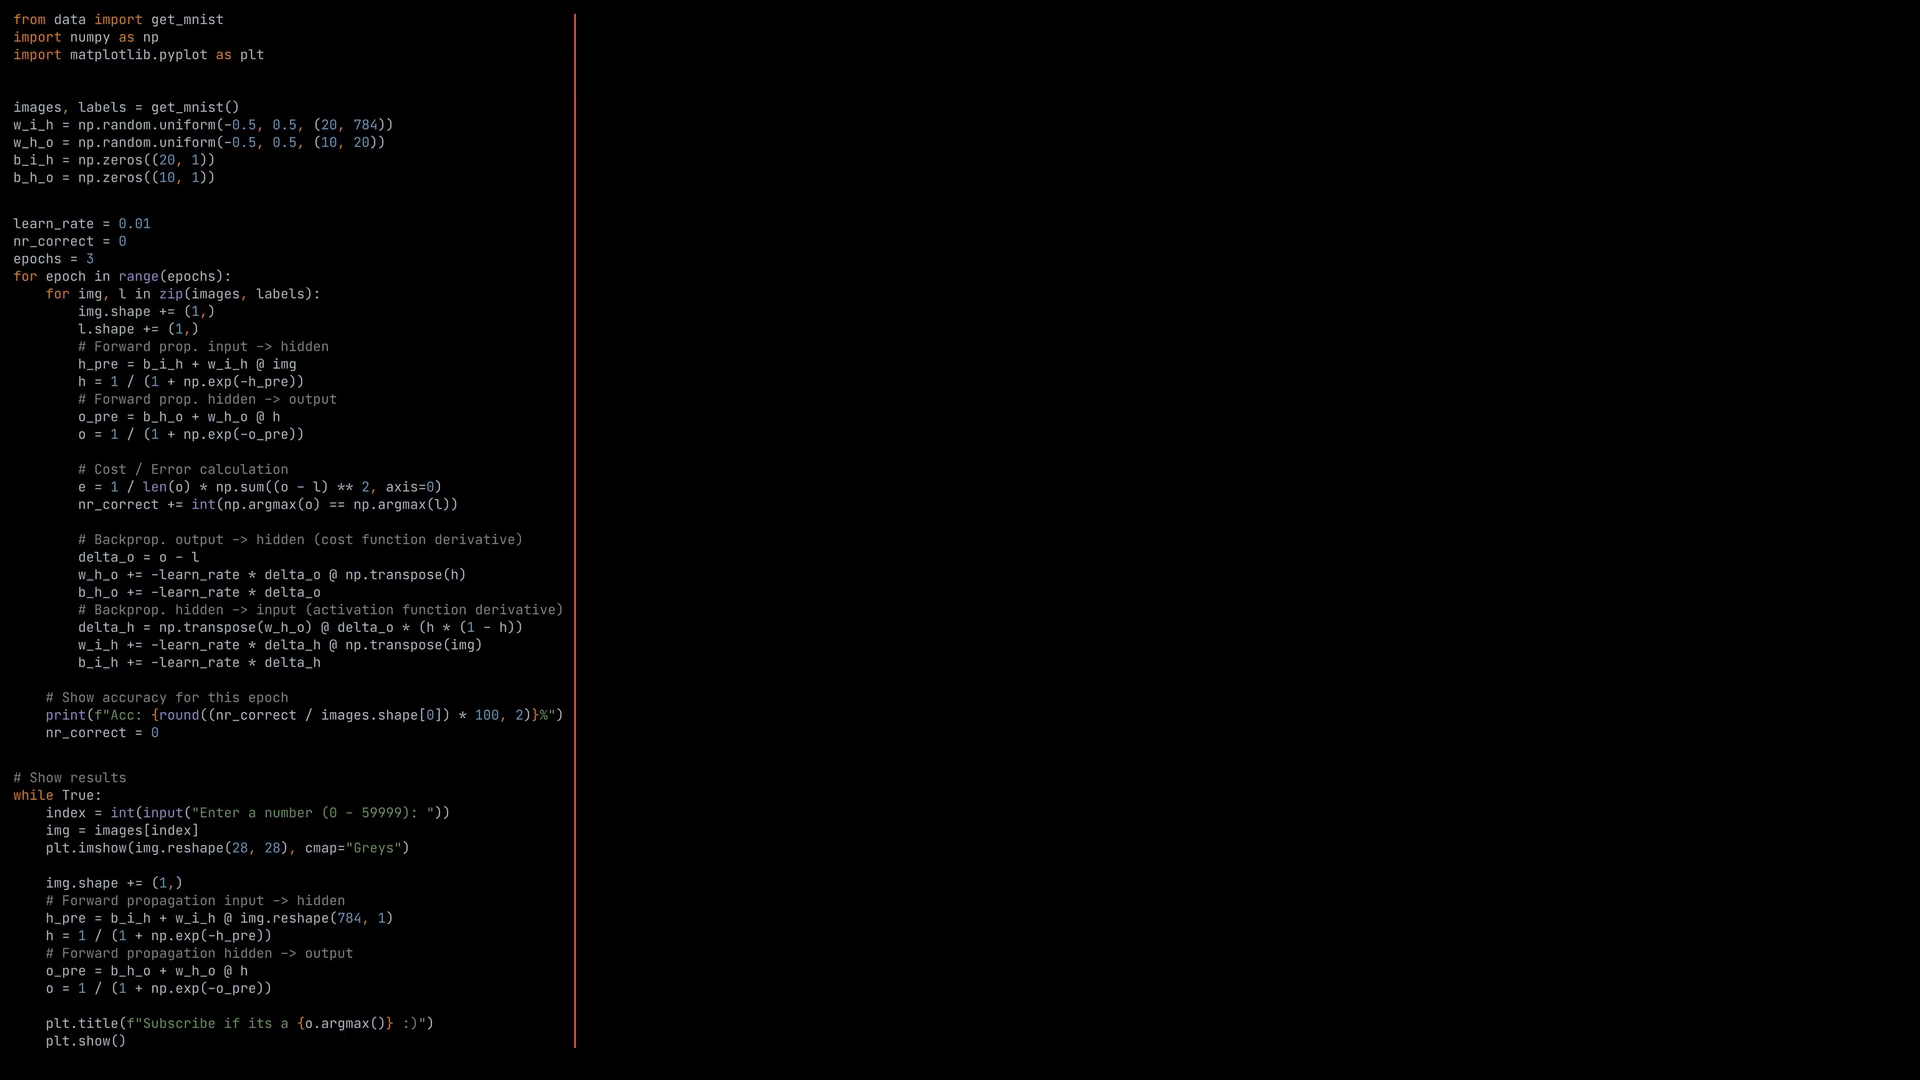 from data import get_mnist
import numpy as np
import matplotlib.pyplot as plt


images, labels = get_mnist()
w_i_h = np.random.uniform(-0.5, 0.5, (20, 784))
w_h_o = np.random.uniform(-0.5, 0.5, (10, 20))
b_i_h = np.zeros((20, 1))
b_h_o = np.zeros((10, 1))


learn_rate = 0.01
nr_correct = 0
epochs = 3
for epoch in range(epochs):
    for img, l in zip(images, labels):
        img.shape += (1,)
        l.shape += (1,)
        # Forward prop. input -> hidden
        h_pre = b_i_h + w_i_h @ img
        h = 1 / (1 + np.exp(-h_pre))
        # Forward prop. hidden -> output
        o_pre = b_h_o + w_h_o @ h
        o = 1 / (1 + np.exp(-o_pre))

        # Cost / Error calculation
        e = 1 / len(o) * np.sum((o - l) ** 2, axis=0)
        nr_correct += int(np.argmax(o) == np.argmax(l))

        # Backprop. output -> hidden (cost function derivative)
        delta_o = o - l
        w_h_o += -learn_rate * delta_o @ np.transpose(h)
        b_h_o += -learn_rate * delta_o
        # Backprop. hidden -> input (activation function derivative)
        delta_h = np.transpose(w_h_o) @ delta_o * (h * (1 - h))
        w_i_h += -learn_rate * delta_h @ np.transpose(img)
        b_i_h += -learn_rate * delta_h

    # Show accuracy for this epoch
    print(f"Acc: {round((nr_correct / images.shape[0]) * 100, 2)}%")
    nr_correct = 0


# Show results
while True:
    index = int(input("Enter a number (0 - 59999): "))
    img = images[index]
    plt.imshow(img.reshape(28, 28), cmap="Greys")

    img.shape += (1,)
    # Forward propagation input -> hidden
    h_pre = b_i_h + w_i_h @ img.reshape(784, 1)
    h = 1 / (1 + np.exp(-h_pre))
    # Forward propagation hidden -> output
    o_pre = b_h_o + w_h_o @ h
    o = 1 / (1 + np.exp(-o_pre))

    plt.title(f"Subscribe if its a {o.argmax()} :)")
    plt.show()